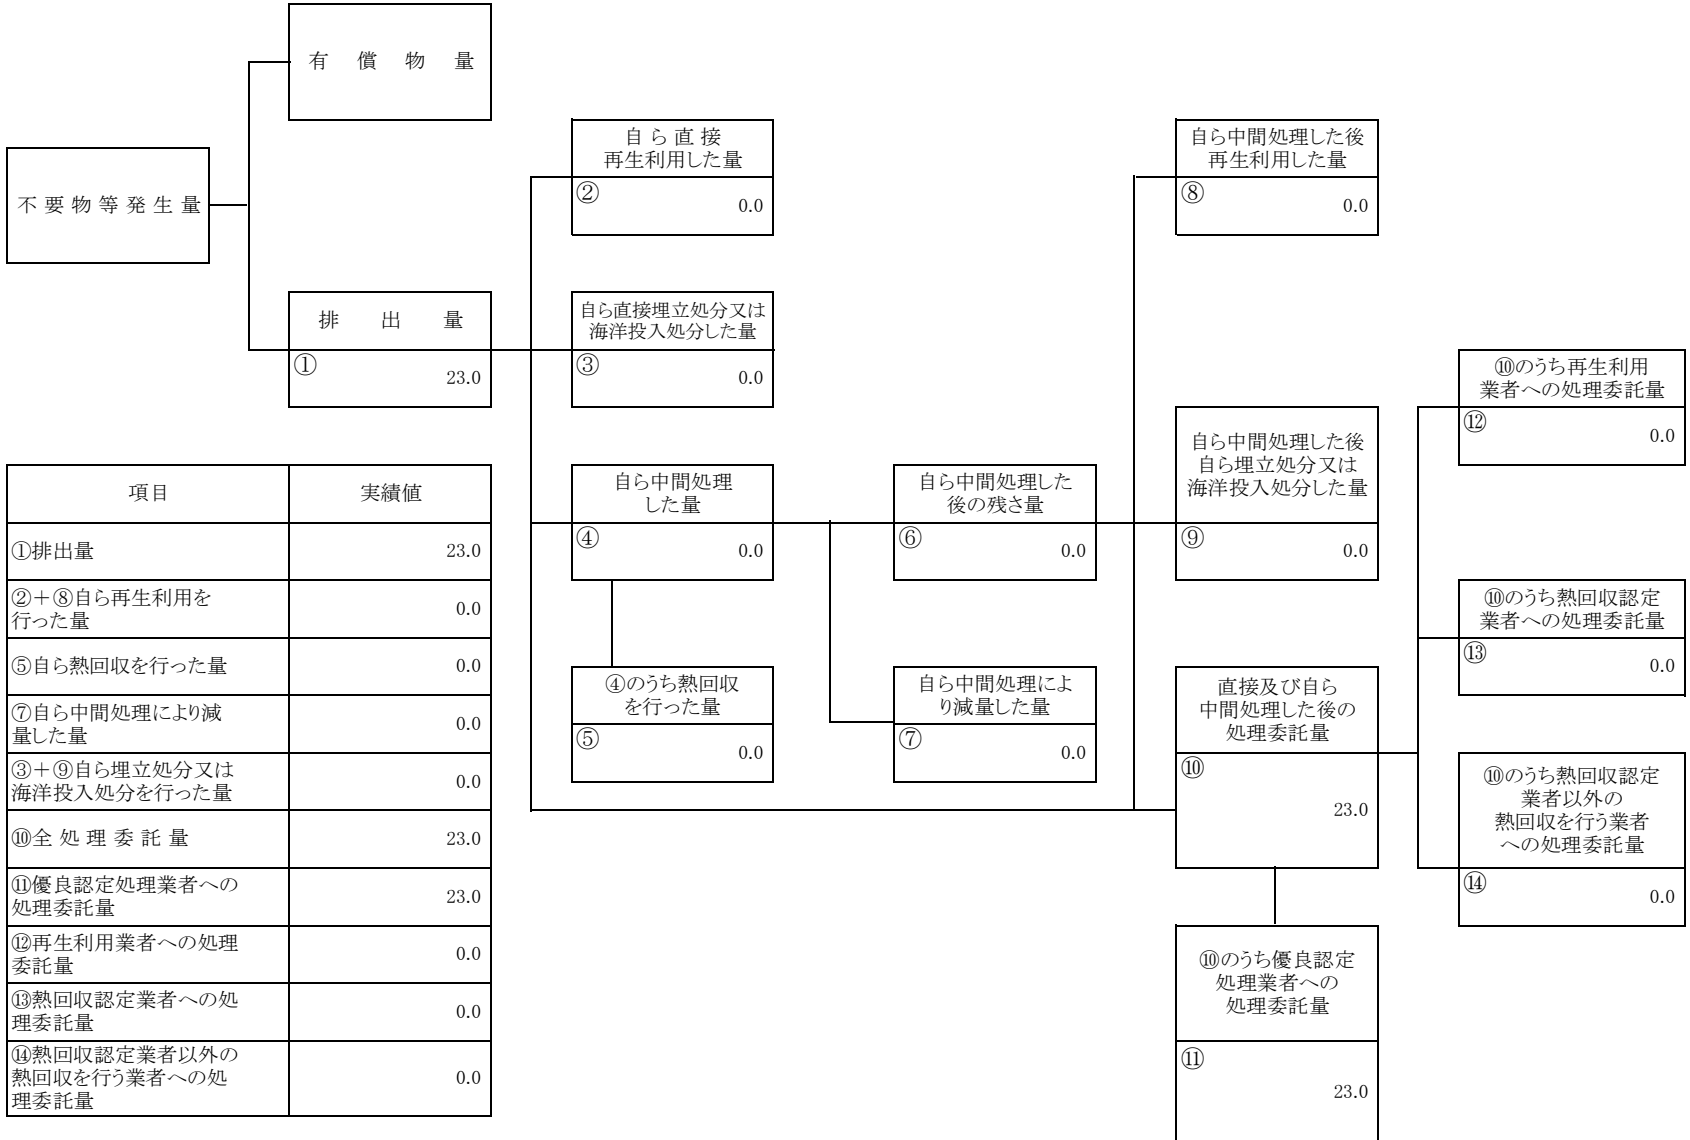 有償物量
不要物等発生量
排出量
①
23.0
自ら直接
再生利用した量
②
0.0
自ら直接埋立処分又は
海洋投入処分した量
③
0.0
自ら中間処理
した量
④
0.0
④のうち熱回収
を行った量
⑤
0.0
自ら中間処理した
後の残さ量
⑥
0.0
自ら中間処理によ
り減量した量
⑦
0.0
自ら中間処理した後
再生利用した量
⑧
0.0
自ら中間処理した後
自ら埋立処分又は
海洋投入処分した量
⑨
0.0
直接及び自ら
中間処理した後の
処理委託量
⑩
23.0
⑩のうち優良認定
処理業者への
処理委託量
⑪
23.0
⑩のうち再生利用
業者への処理委託量
⑫
0.0
⑩のうち熱回収認定
業者への処理委託量
⑬
0.0
⑩のうち熱回収認定
業者以外の
熱回収を行う業者
への処理委託量
⑭
0.0
項目 実績値
①排出量 23.0
②＋⑧自ら再生利用を
行った量 0.0
⑤自ら熱回収を行った量 0.0
⑦自ら中間処理により減
量した量 0.0
③＋⑨自ら埋立処分又は
海洋投入処分を行った量 0.0
⑩全処理委託量 23.0
⑪優良認定処理業者への
処理委託量 23.0
⑫再生利用業者への処理
委託量 0.0
⑬熱回収認定業者への処
理委託量 0.0
⑭熱回収認定業者以外の
熱回収を行う業者への処
理委託量 0.0